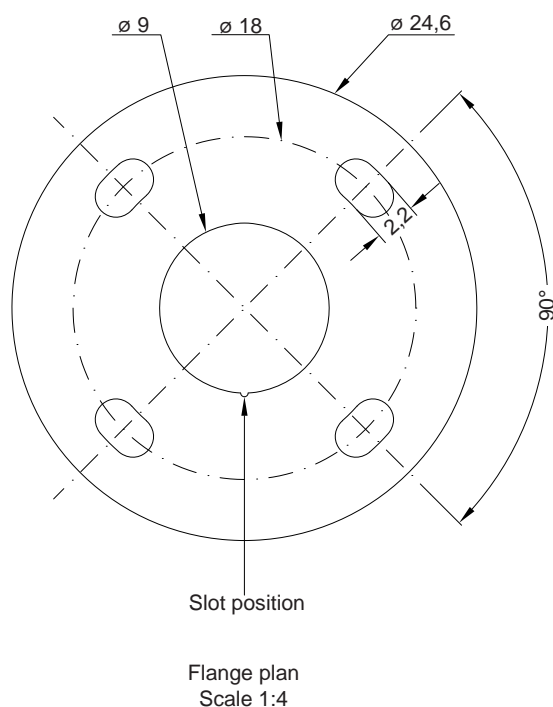 ø 9
ø 18
ø 24,6
2,2
90°
Slot position
Flange plan
Scale 1:4